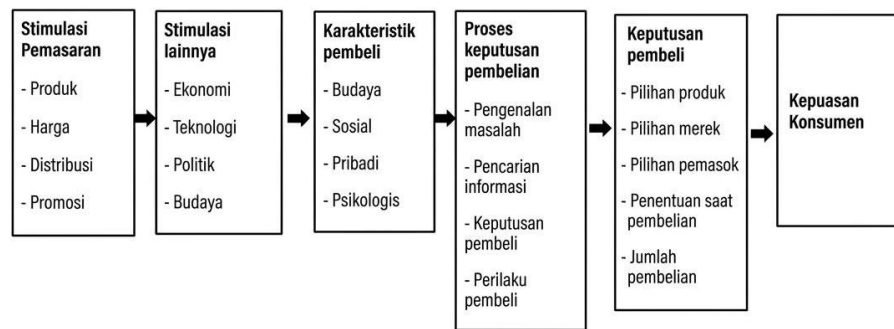 Stimulasi
Pemasaran
- Produk
- Harga
- Distribusi
- Promosi
Stimulasi
lainnya
- Ekonomi
- Teknologi
- Politik
- Budaya
Karakteristik
pembeli
- Budaya
- Sosial
- Pribadi
- Psikologis
Proses
keputusan
pembelian
- Pengenalan
masalah
- Pencarian
informasi
- Keputusan
pembeli
- Perilaku
pembeli
Keputusan
pembeli
- Pilihan produk
- Pilihan merek
- Pilihan pemasok
- Penentuan saat
pembelian
- Jumlah
pembelian
Kepuasan
Konsumen